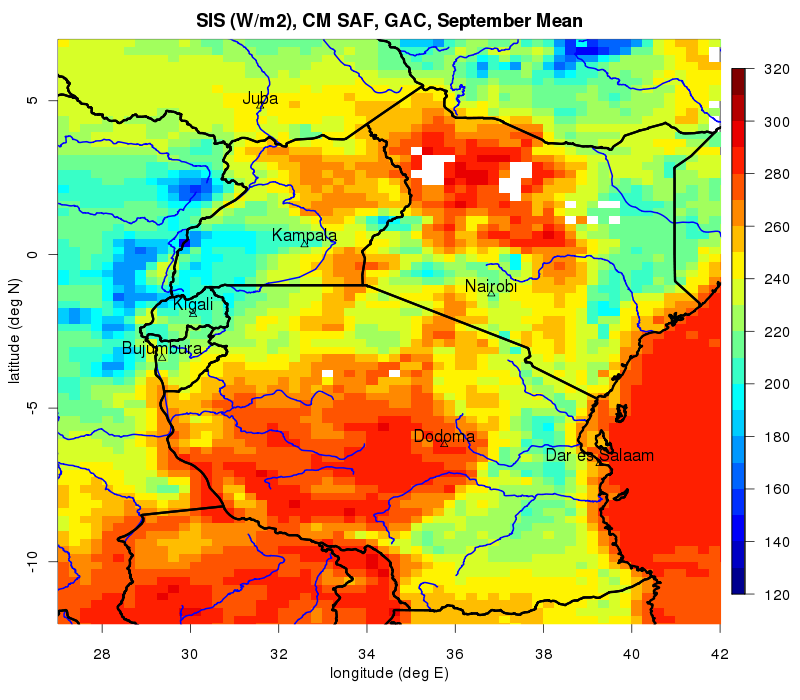 SIS (W/m2), CM SAF, GAC, September Mean
320
300
280
260
240
220
200
180
160
140
120
5
0
-5
-10
latitude (deg N)
Juba
Kampala
Nairobi
Kigali
Bujumbura
Dodoma
Dar es Salaam
28
30
32
34
36
38
40
42
longitude (deg E)